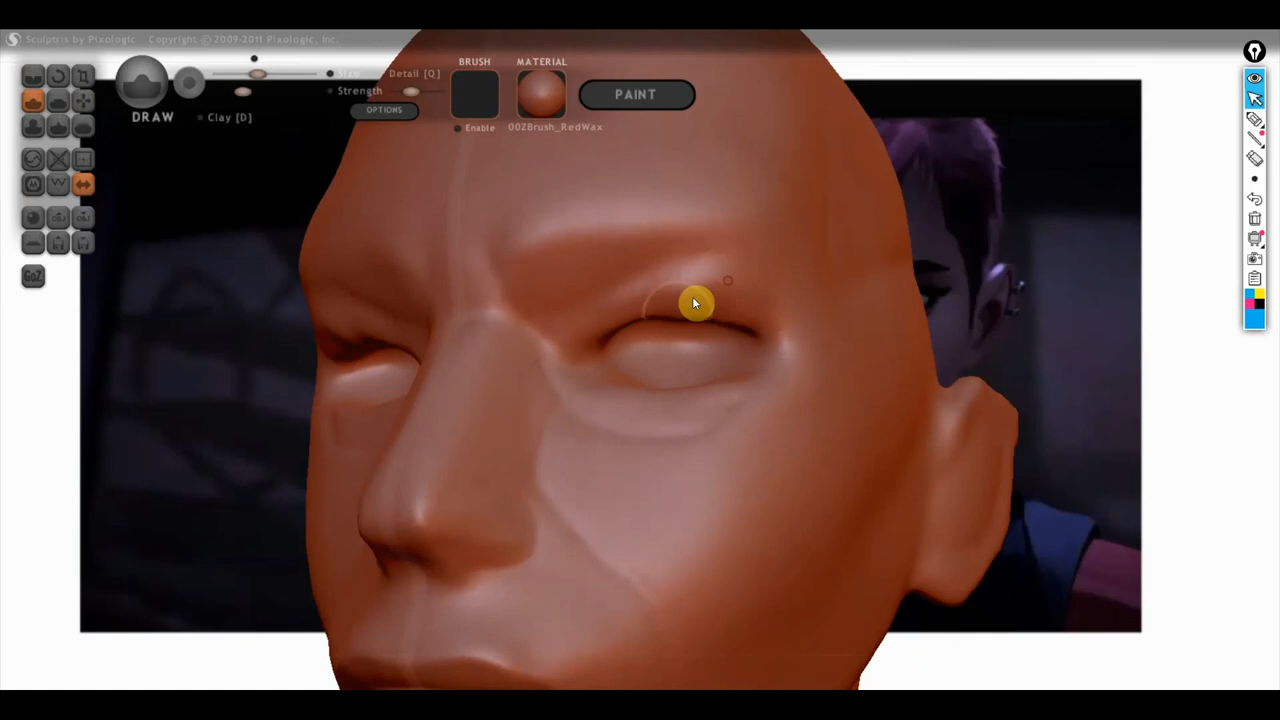 Sculptris by Pixologic   Copyright © 2009-2011 Pixologic, Inc.
BRUSH
MATERIAL
Size
Detail [Q]
Strength
PAINT
OPTIONS
DRAW
Clay [D]
Enable
00ZBrush_RedWax
GoZ